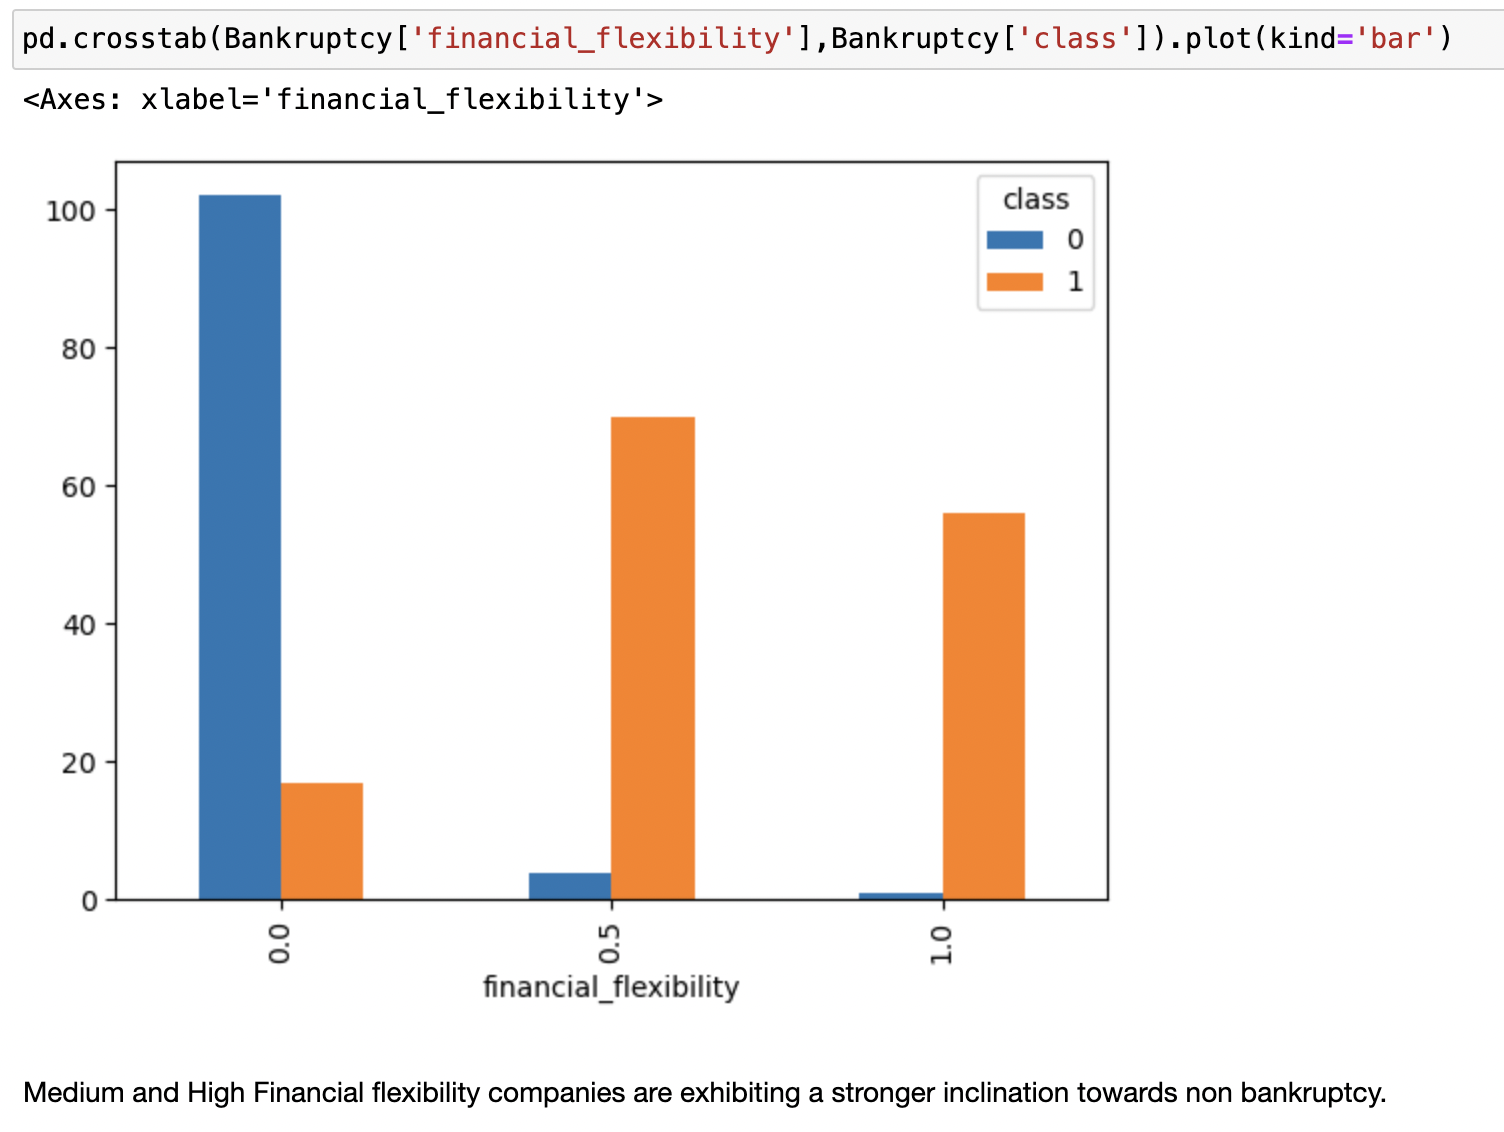 pd.crosstab(Bankruptcy['financial_flexibility'],Bankruptcy['class']).plot(kind='bar')
<Axes: xlabel='financial_flexibility'>
class
0
1
100
80
60
40
20
0
0.0
0.5
1.0
financial_flexibility
Medium and High Financial flexibility companies are exhibiting a stronger inclination towards non bankruptcy.